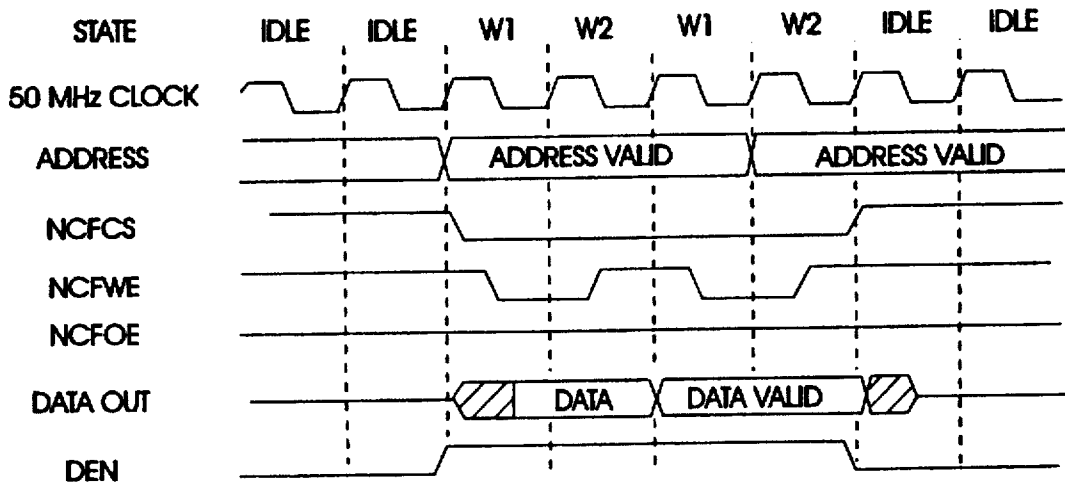 STATE IDLE IDLE W1 W2 W1 W2 IDLE IDLE
50 MHz CLOCK
ADDRESS ADDRESS VALID ADDRESS VALID
NCFCS
NCFWE
NCFOE
DATA OUT DATA DATA VALID
DEN